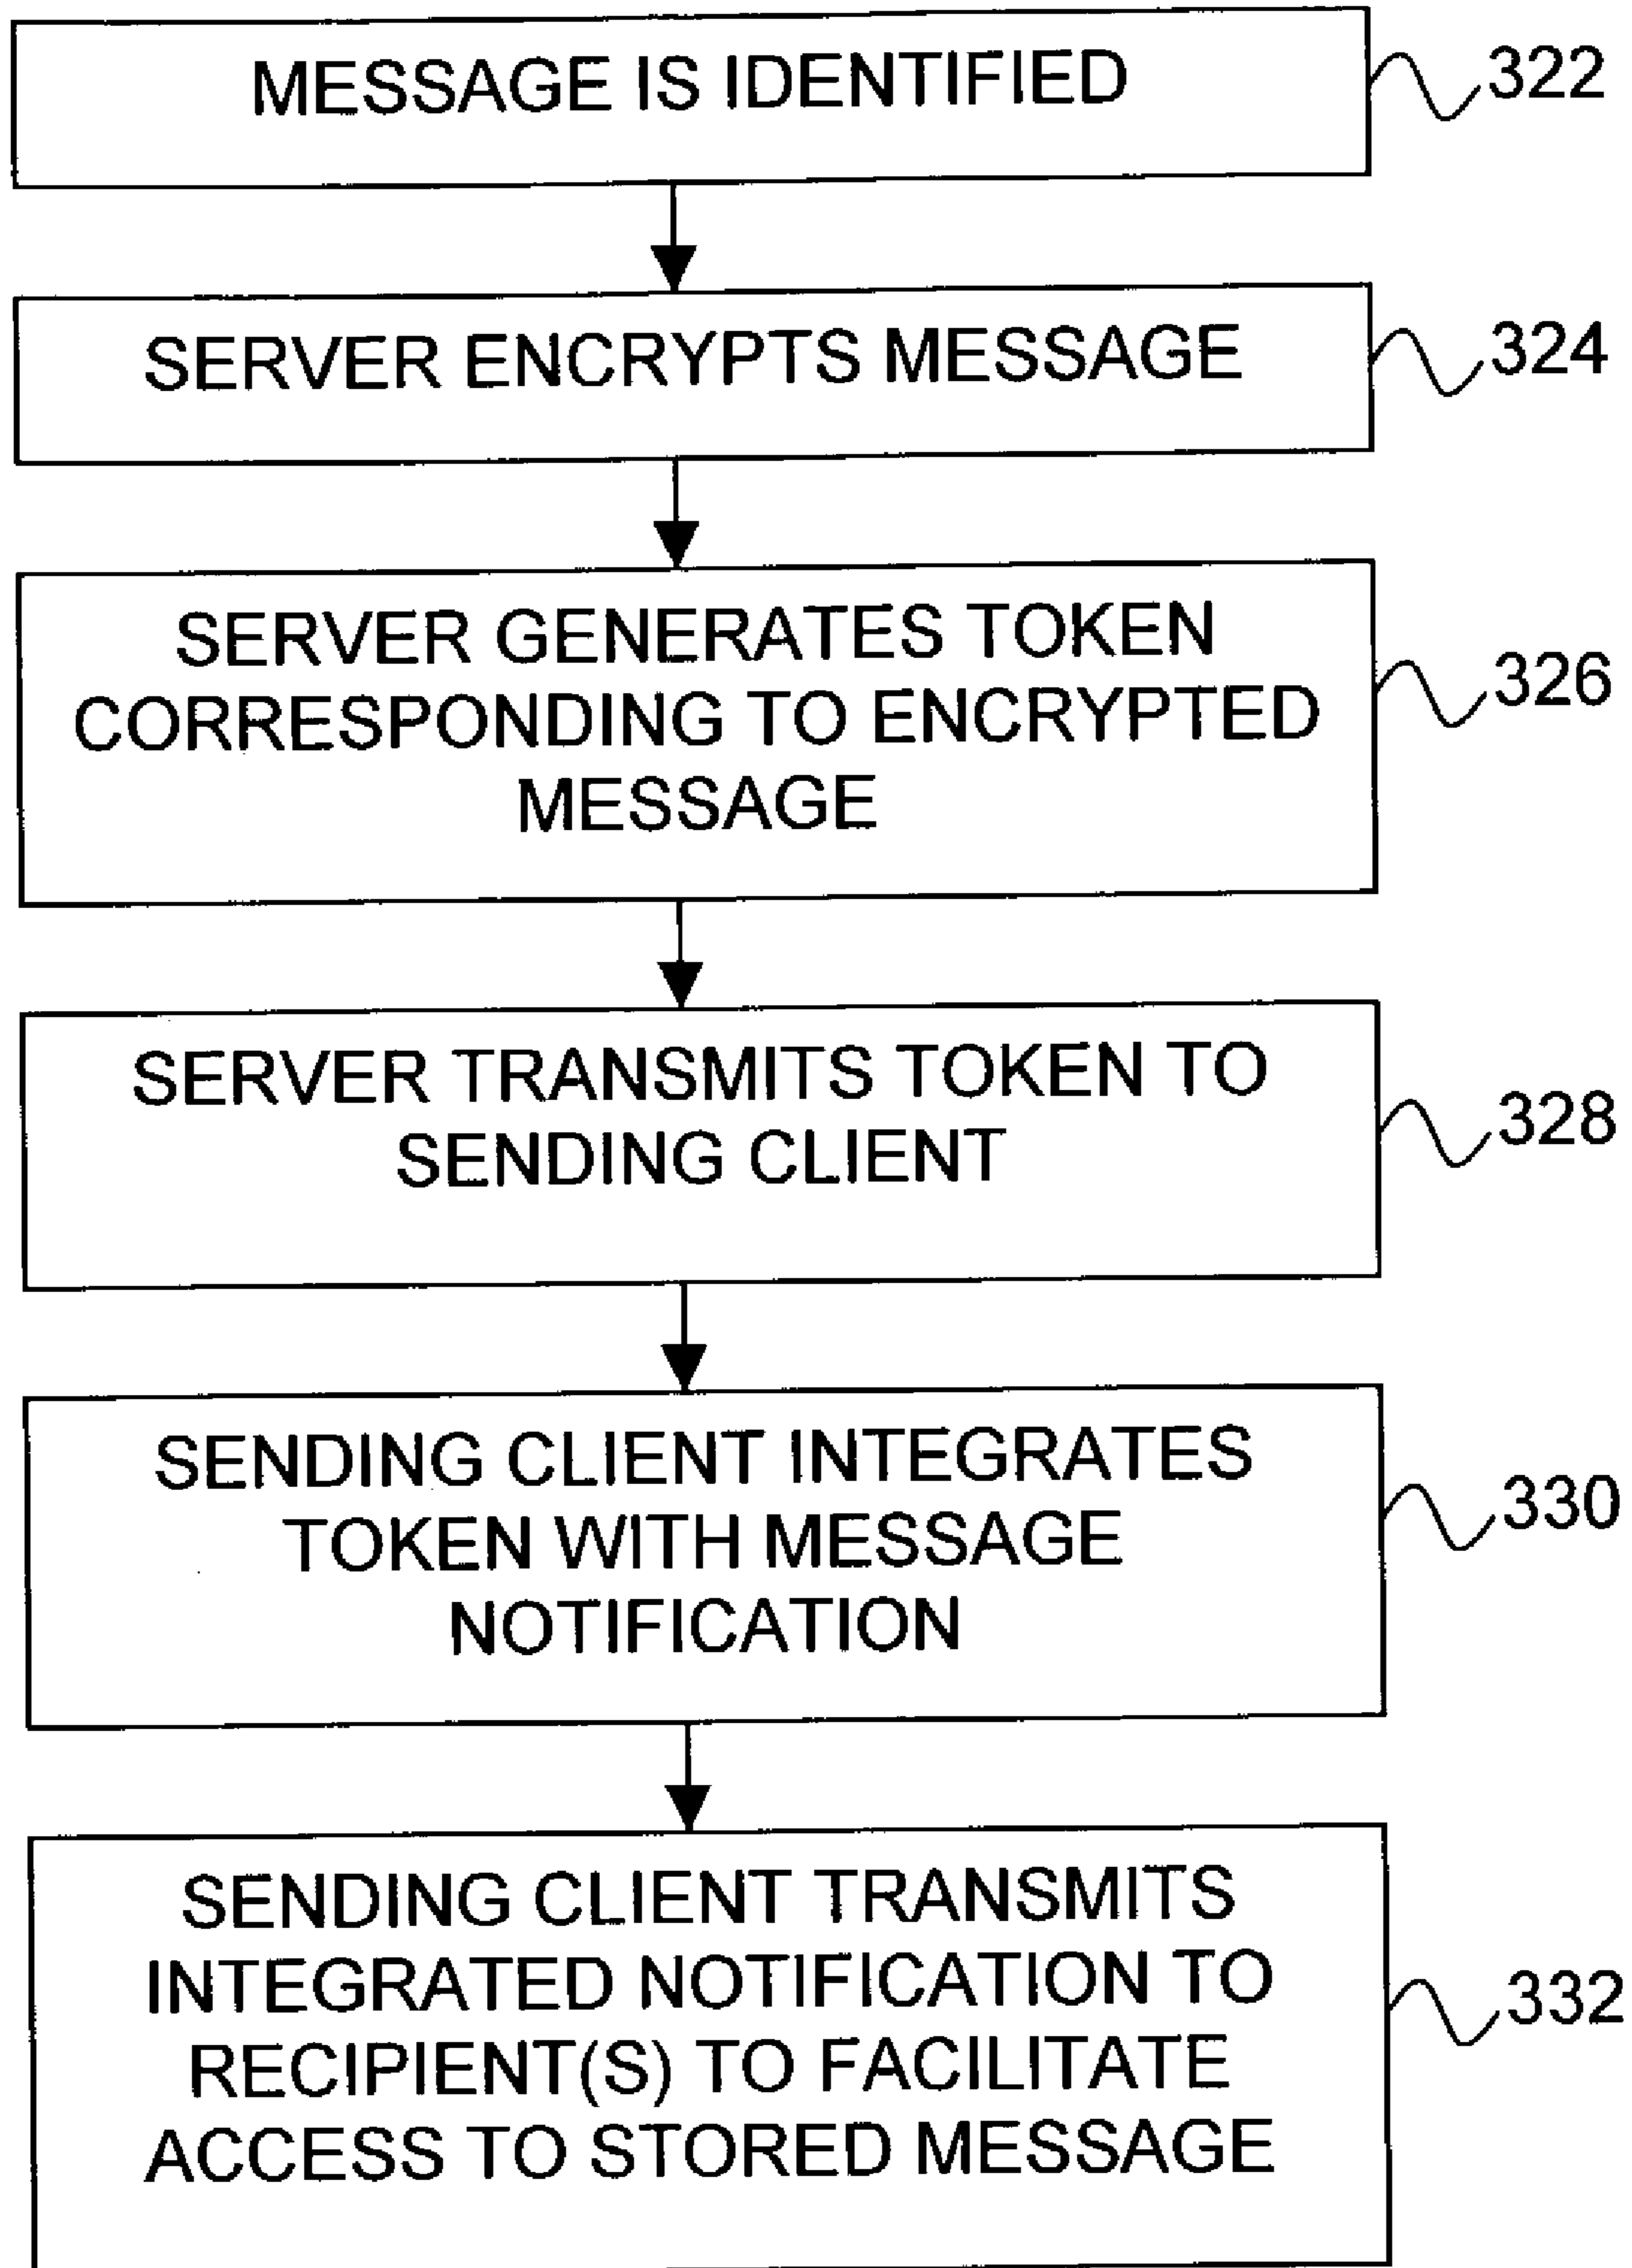 MESSAGE IS IDENTIFIED
322
SERVER ENCRYPTS MESSAGE
324
SERVER GENERATES TOKEN
CORRESPONDING TO ENCRYPTED
MESSAGE
326
SERVER TRANSMITS TOKEN TO
SENDING CLIENT
328
SENDING CLIENT INTEGRATES
TOKEN WITH MESSAGE
NOTIFICATION
330
SENDING CLIENT TRANSMITS
INTEGRATED NOTIFICATION TO
RECIPIENT(S) TO FACILITATE
ACCESS TO STORED MESSAGE
332